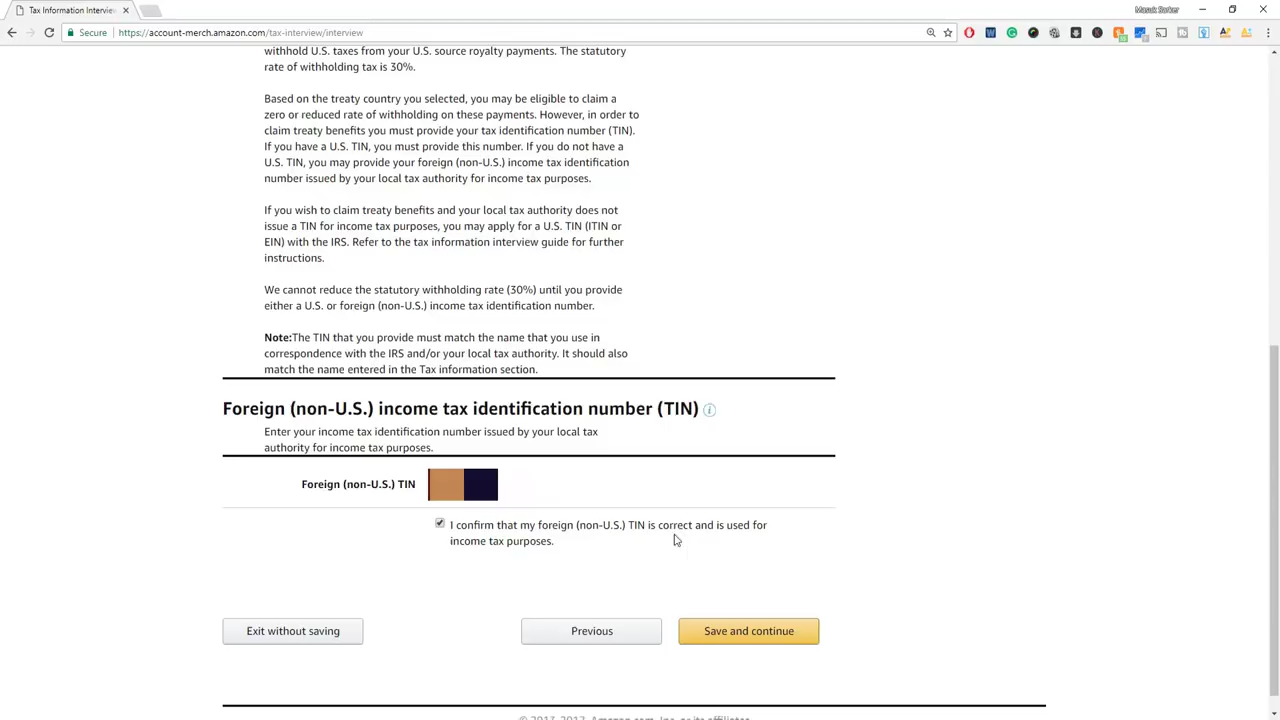 Tax Information Interview
Masuk Sarker
Secure
https://account-merch.amazon.com/tax-interview/interview
withhold U.S. taxes from your U.S. source royalty payments. The statutory
rate of withholding tax is 30%.
Based on the treaty country you selected, you may be eligible to claim a
zero or reduced rate of withholding on these payments. However, in order to
claim treaty benefits you must provide your tax identification number (TIN).
If you have a U.S. TIN, you must provide this number. If you do not have a
U.S. TIN, you may provide your foreign (non-U.S.) income tax identification
number issued by your local tax authority for income tax purposes.
If you wish to claim treaty benefits and your local tax authority does not
issue a TIN for income tax purposes, you may apply for a U.S. TIN (ITIN or
EIN) with the IRS. Refer to the tax information interview guide for further
instructions.
We cannot reduce the statutory withholding rate (30%) until you provide
either a U.S. or foreign (non-U.S.) income tax identification number.
Note:The TIN that you provide must match the name that you use in
correspondence with the IRS and/or your local tax authority. It should also
match the name entered in the Tax information section.
Foreign (non-U.S.) income tax identification number (TIN)
Enter your income tax identification number issued by your local tax
authority for income tax purposes.
Foreign (non-U.S.) TIN
I confirm that my foreign (non-U.S.) TIN is correct and is used for
income tax purposes.
Exit without saving
Previous
Save and continue
Amazon.com, Inc. or its affiliates